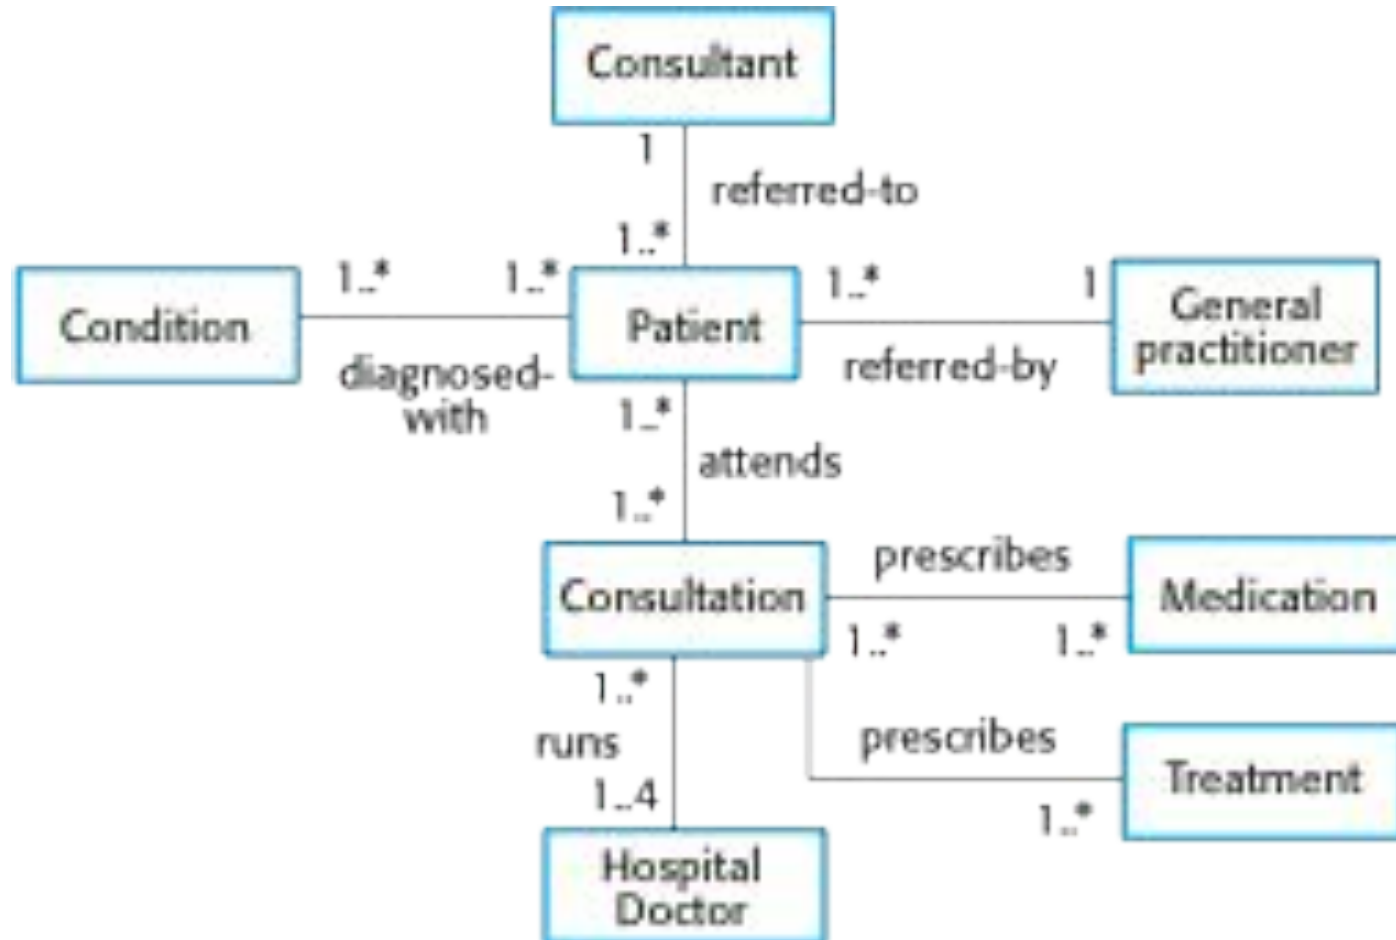 Consultant
1
referred-to
1..*
1..*
1..*
1..*
1
Condition
Patient
General
practitioner
diagnosed-
with
referred-by
1..*
attends
1..*
prescribes
Consultation
Medication
1..*
1..*
1..*
runs
prescribes
1..4
Treatment
1..*
Hospital
Doctor